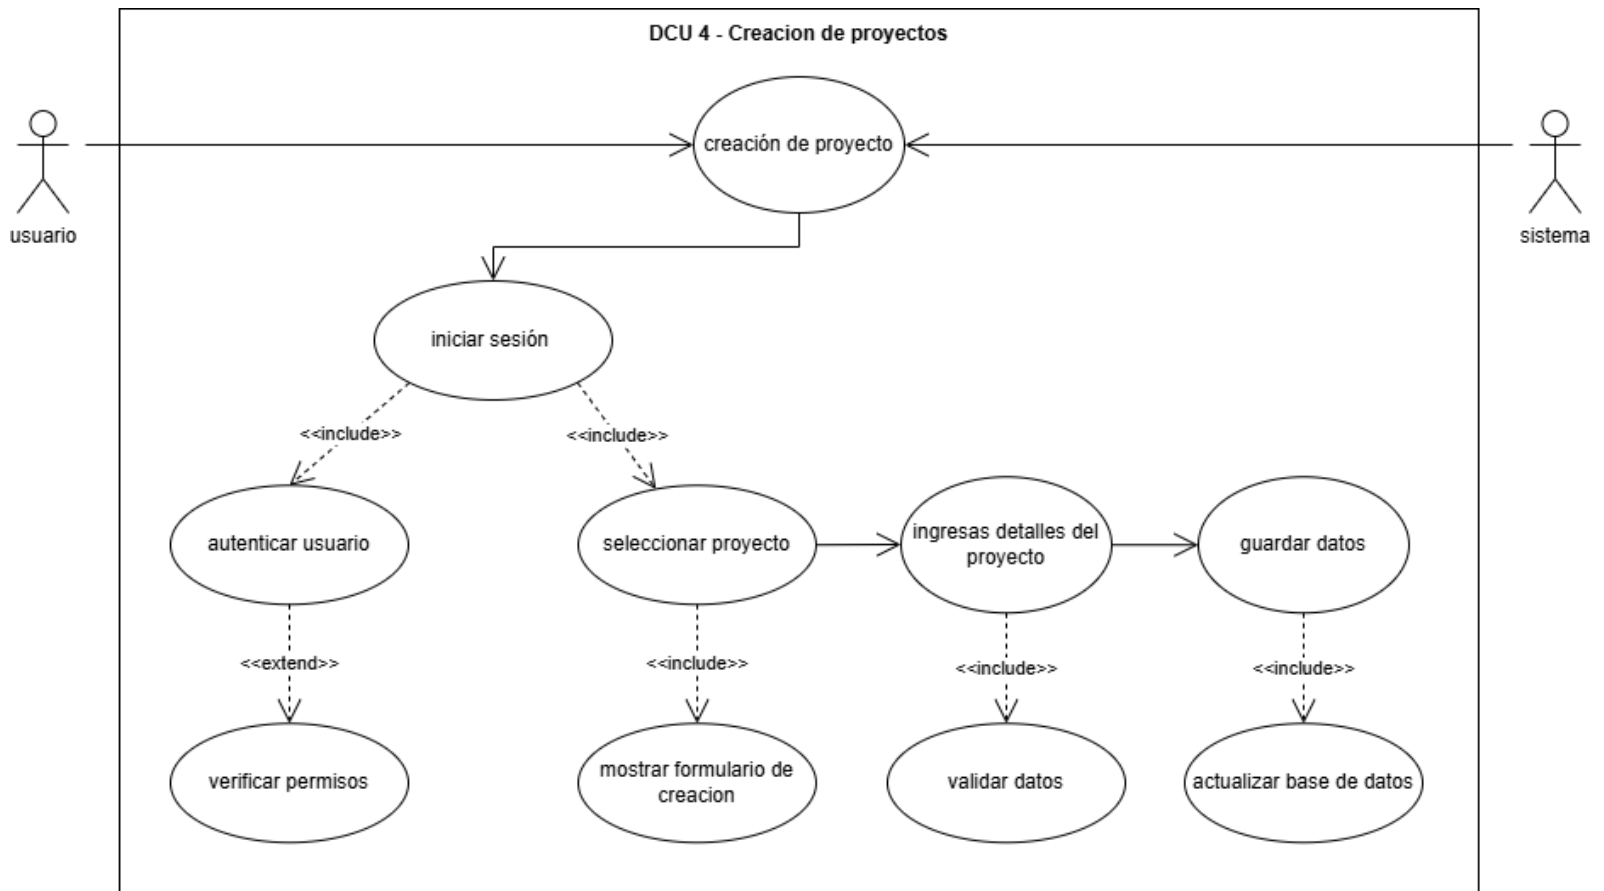 DCU 4 - Creacion de proyectos
creación de proyecto
usuario
sistema
iniciar sesión
<<include>>
<<include>>
autenticar usuario
seleccionar proyecto
ingresas detalles del
proyecto
guardar datos
<<extend>>
<<include>>
<<include>>
<<include>>
verificar permisos
mostrar formulario de
creacion
validar datos
actualizar base de datos